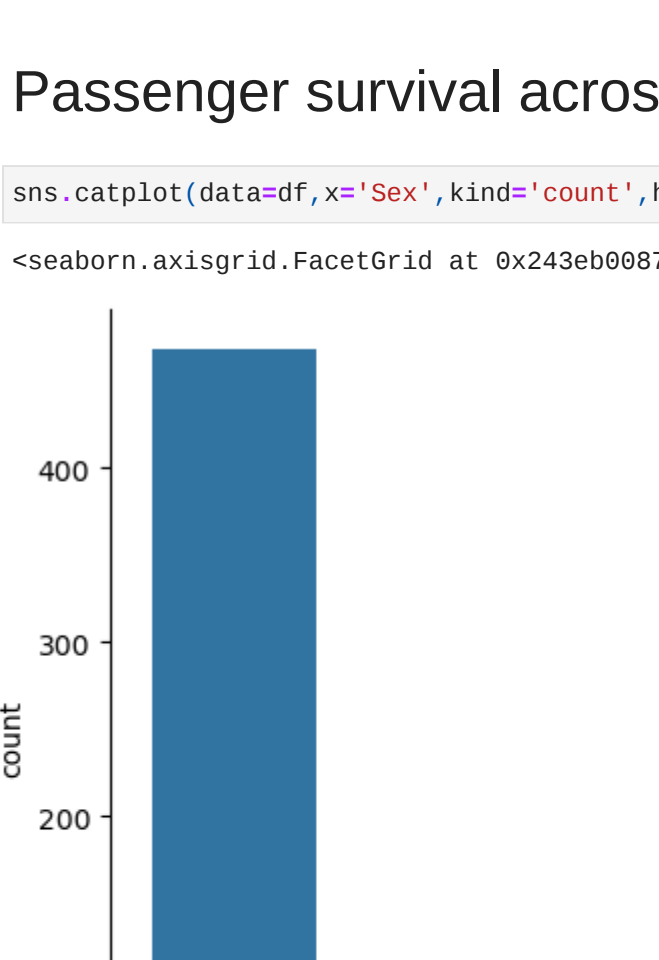 Passenger survival acros
sns.catplot(data=df,x='Sex',kind='count',h
<seaborn.axisgrid.FacetGrid at 0x243eb0087
400
300
count
200